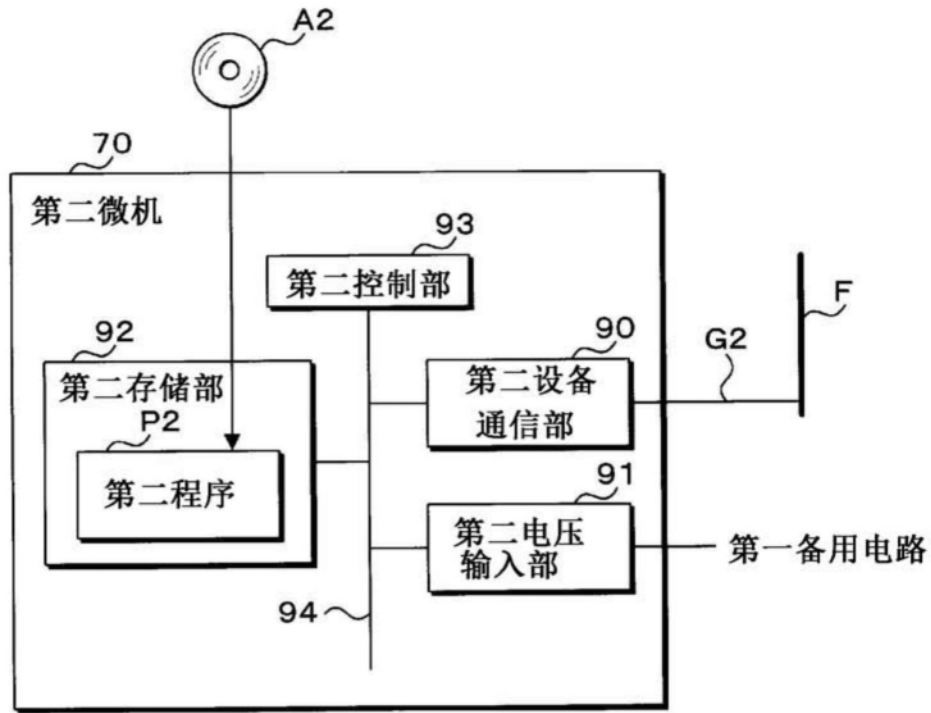 A2
70
第二微机
93
第二控制部
F
92
90
G2
第二存储部
第二设备
通信部
P2
第二程序
91
第二电压
输入部
第一备用电路
94